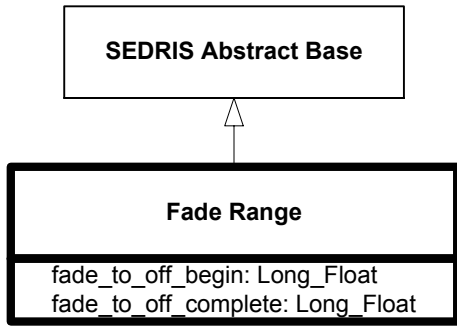 SEDRIS Abstract Base
Fade Range
fade_to_off_begin: Long_Float
fade_to_off_complete: Long_Float